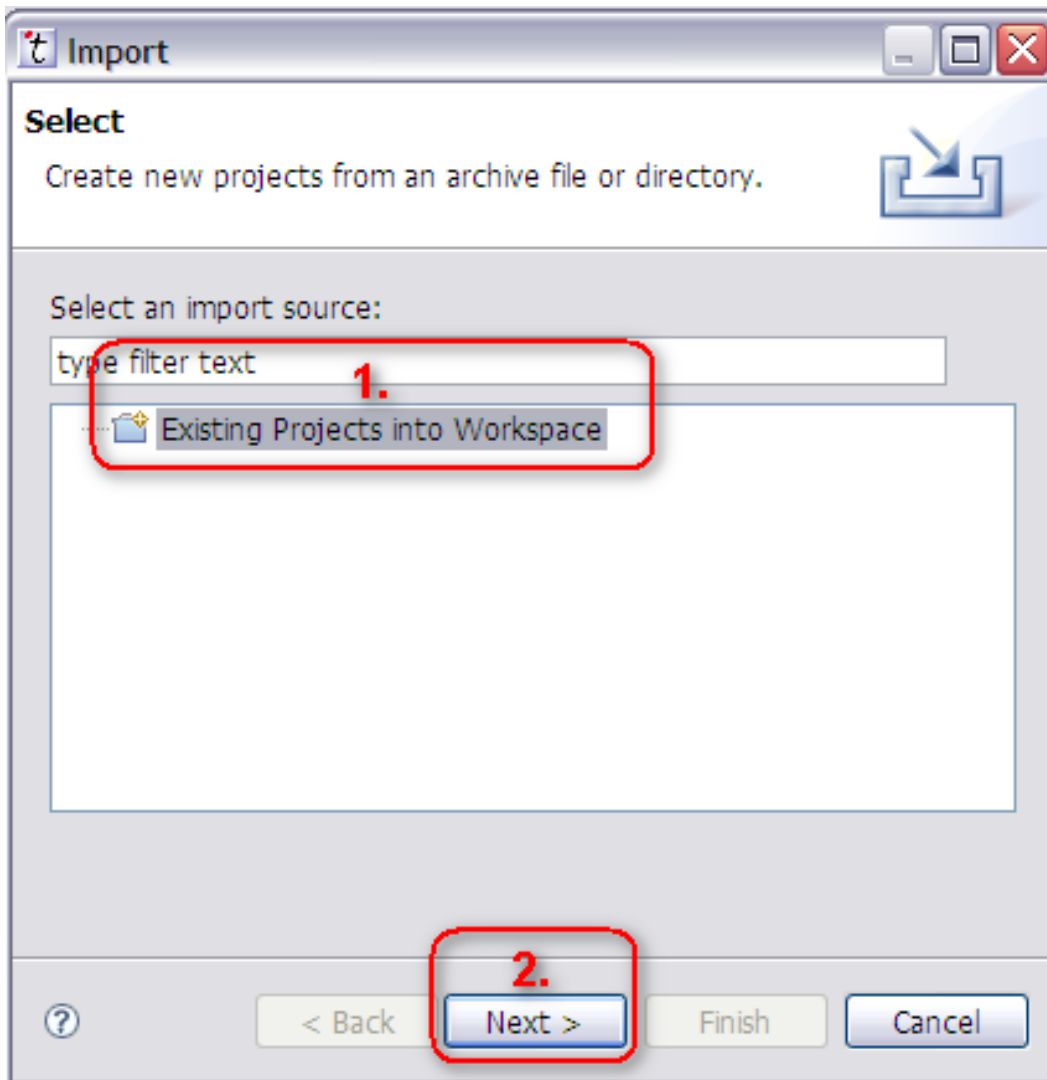 t Import
Select
Create new projects from an archive file or directory.
Select an import source:
type filter text
1.
Existing Projects into Workspace
2.
? < Back Next > Finish Cancel